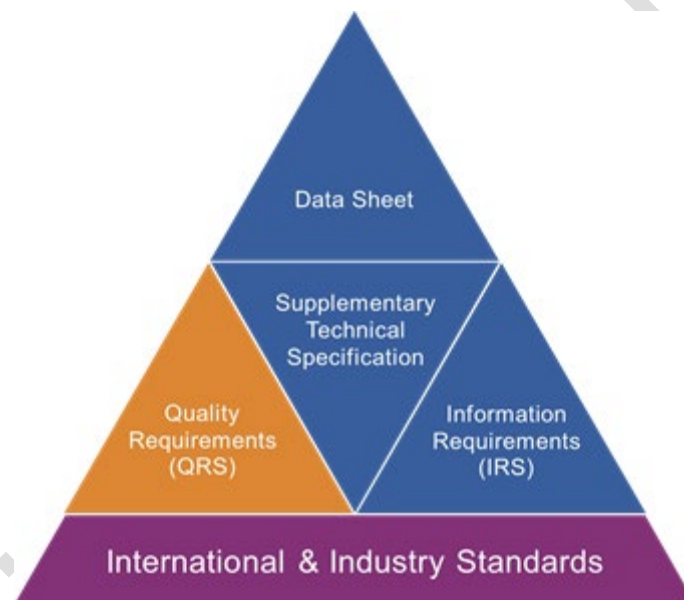 Data Sheet
Supplementary
Technical
Specification
Quality
Requirements
(QRS)
Information
Requirements
(IRS)
International & Industry Standards